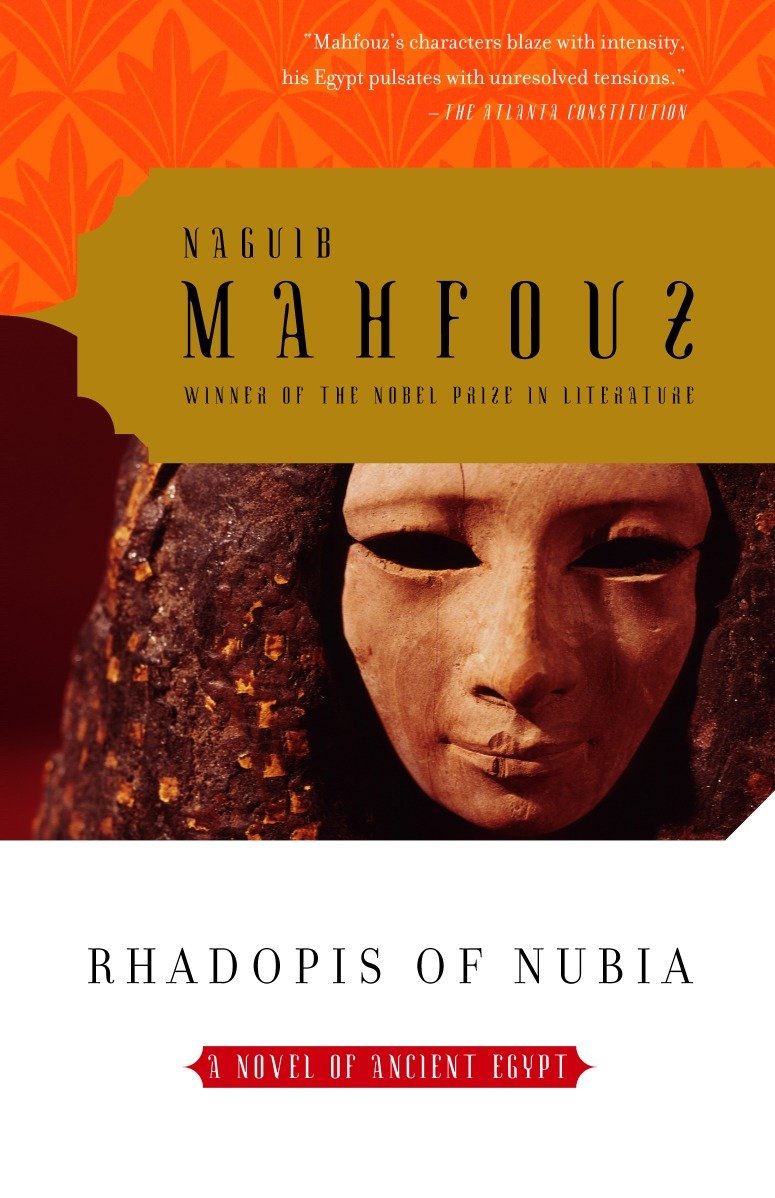 "Mahfouz's characters blaze with intensity,
his Egypt pulsates with unresolved tensions."
–THE ATLANTA CONSTITUTION
NAGUIB
MAHFOUZ
WINNER OF THE NOBEL PRIZE IN LITERATURE
RHADOPIS OF NUBIA
A NOVEL OF ANCIENT EGYPT